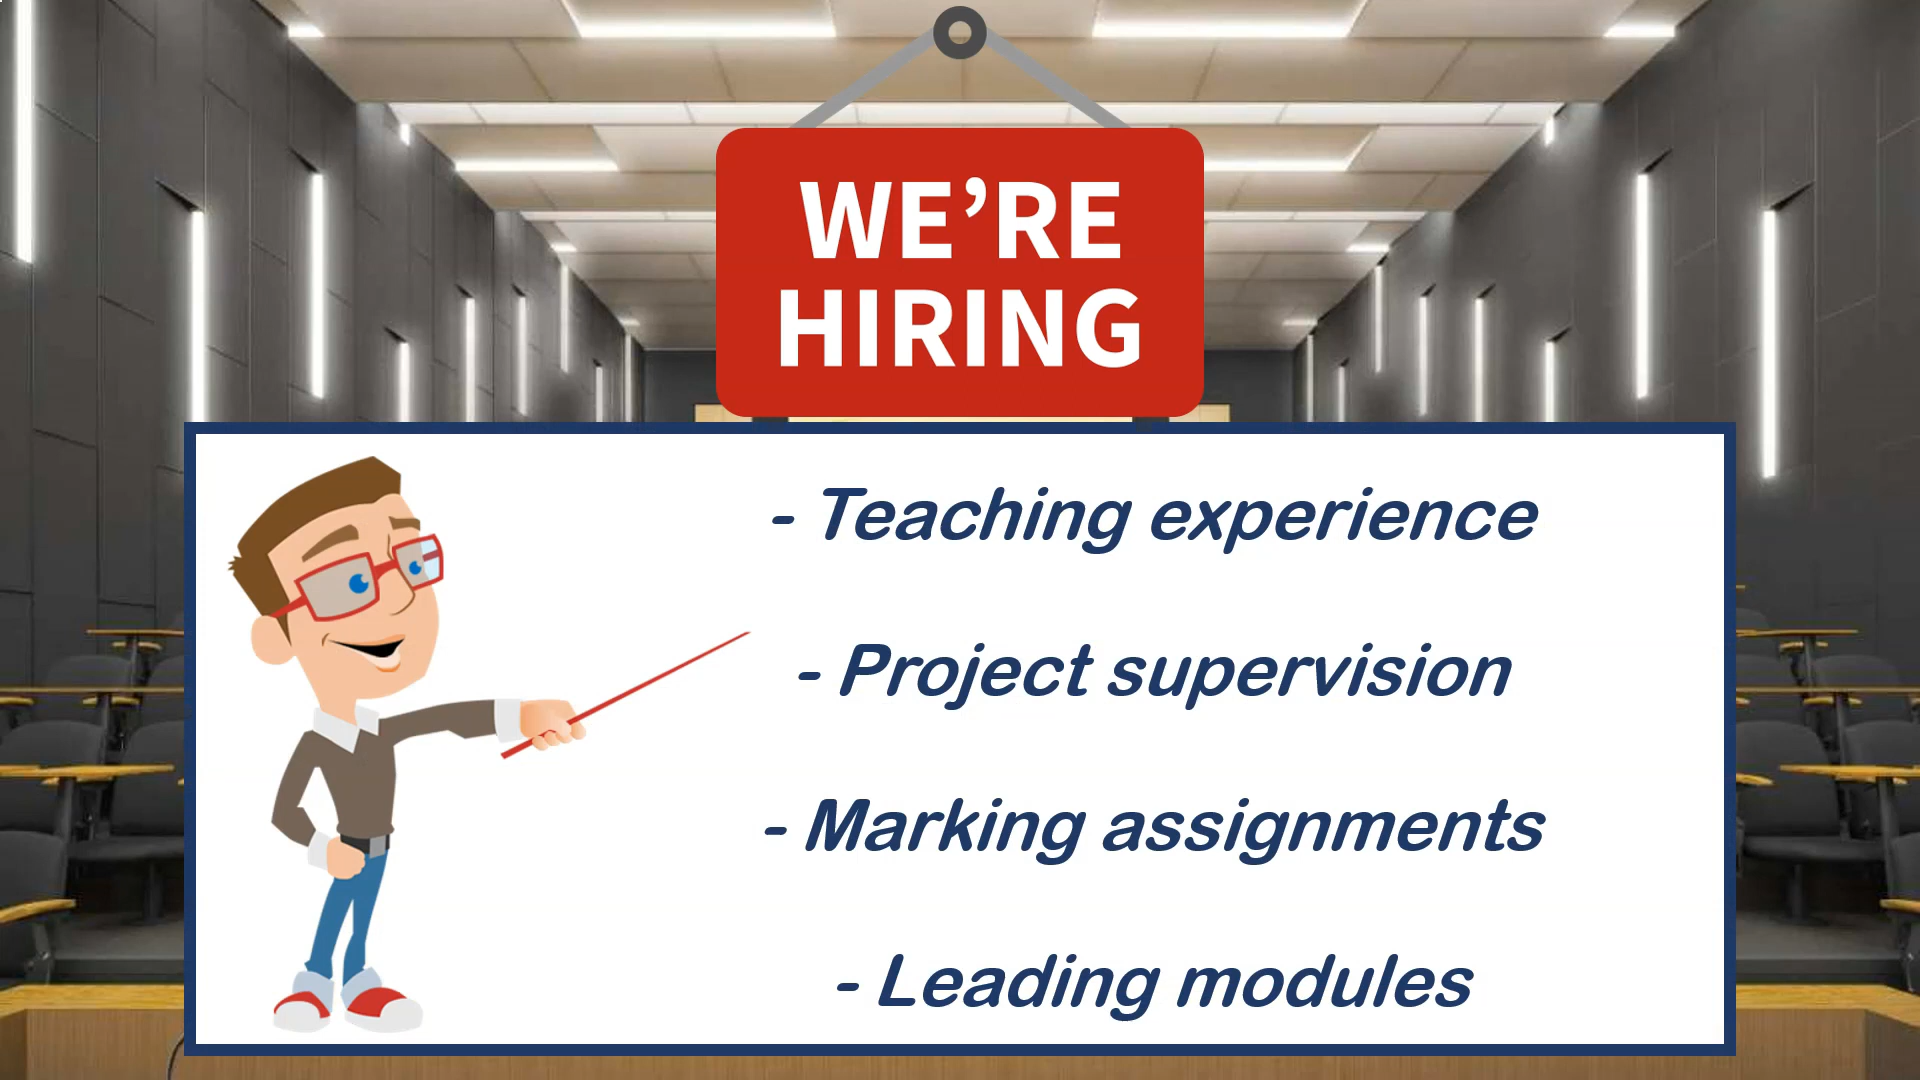 WE’RE
HIRING
- Teaching experience
- Project supervision
- Marking assignments
- Leading modules